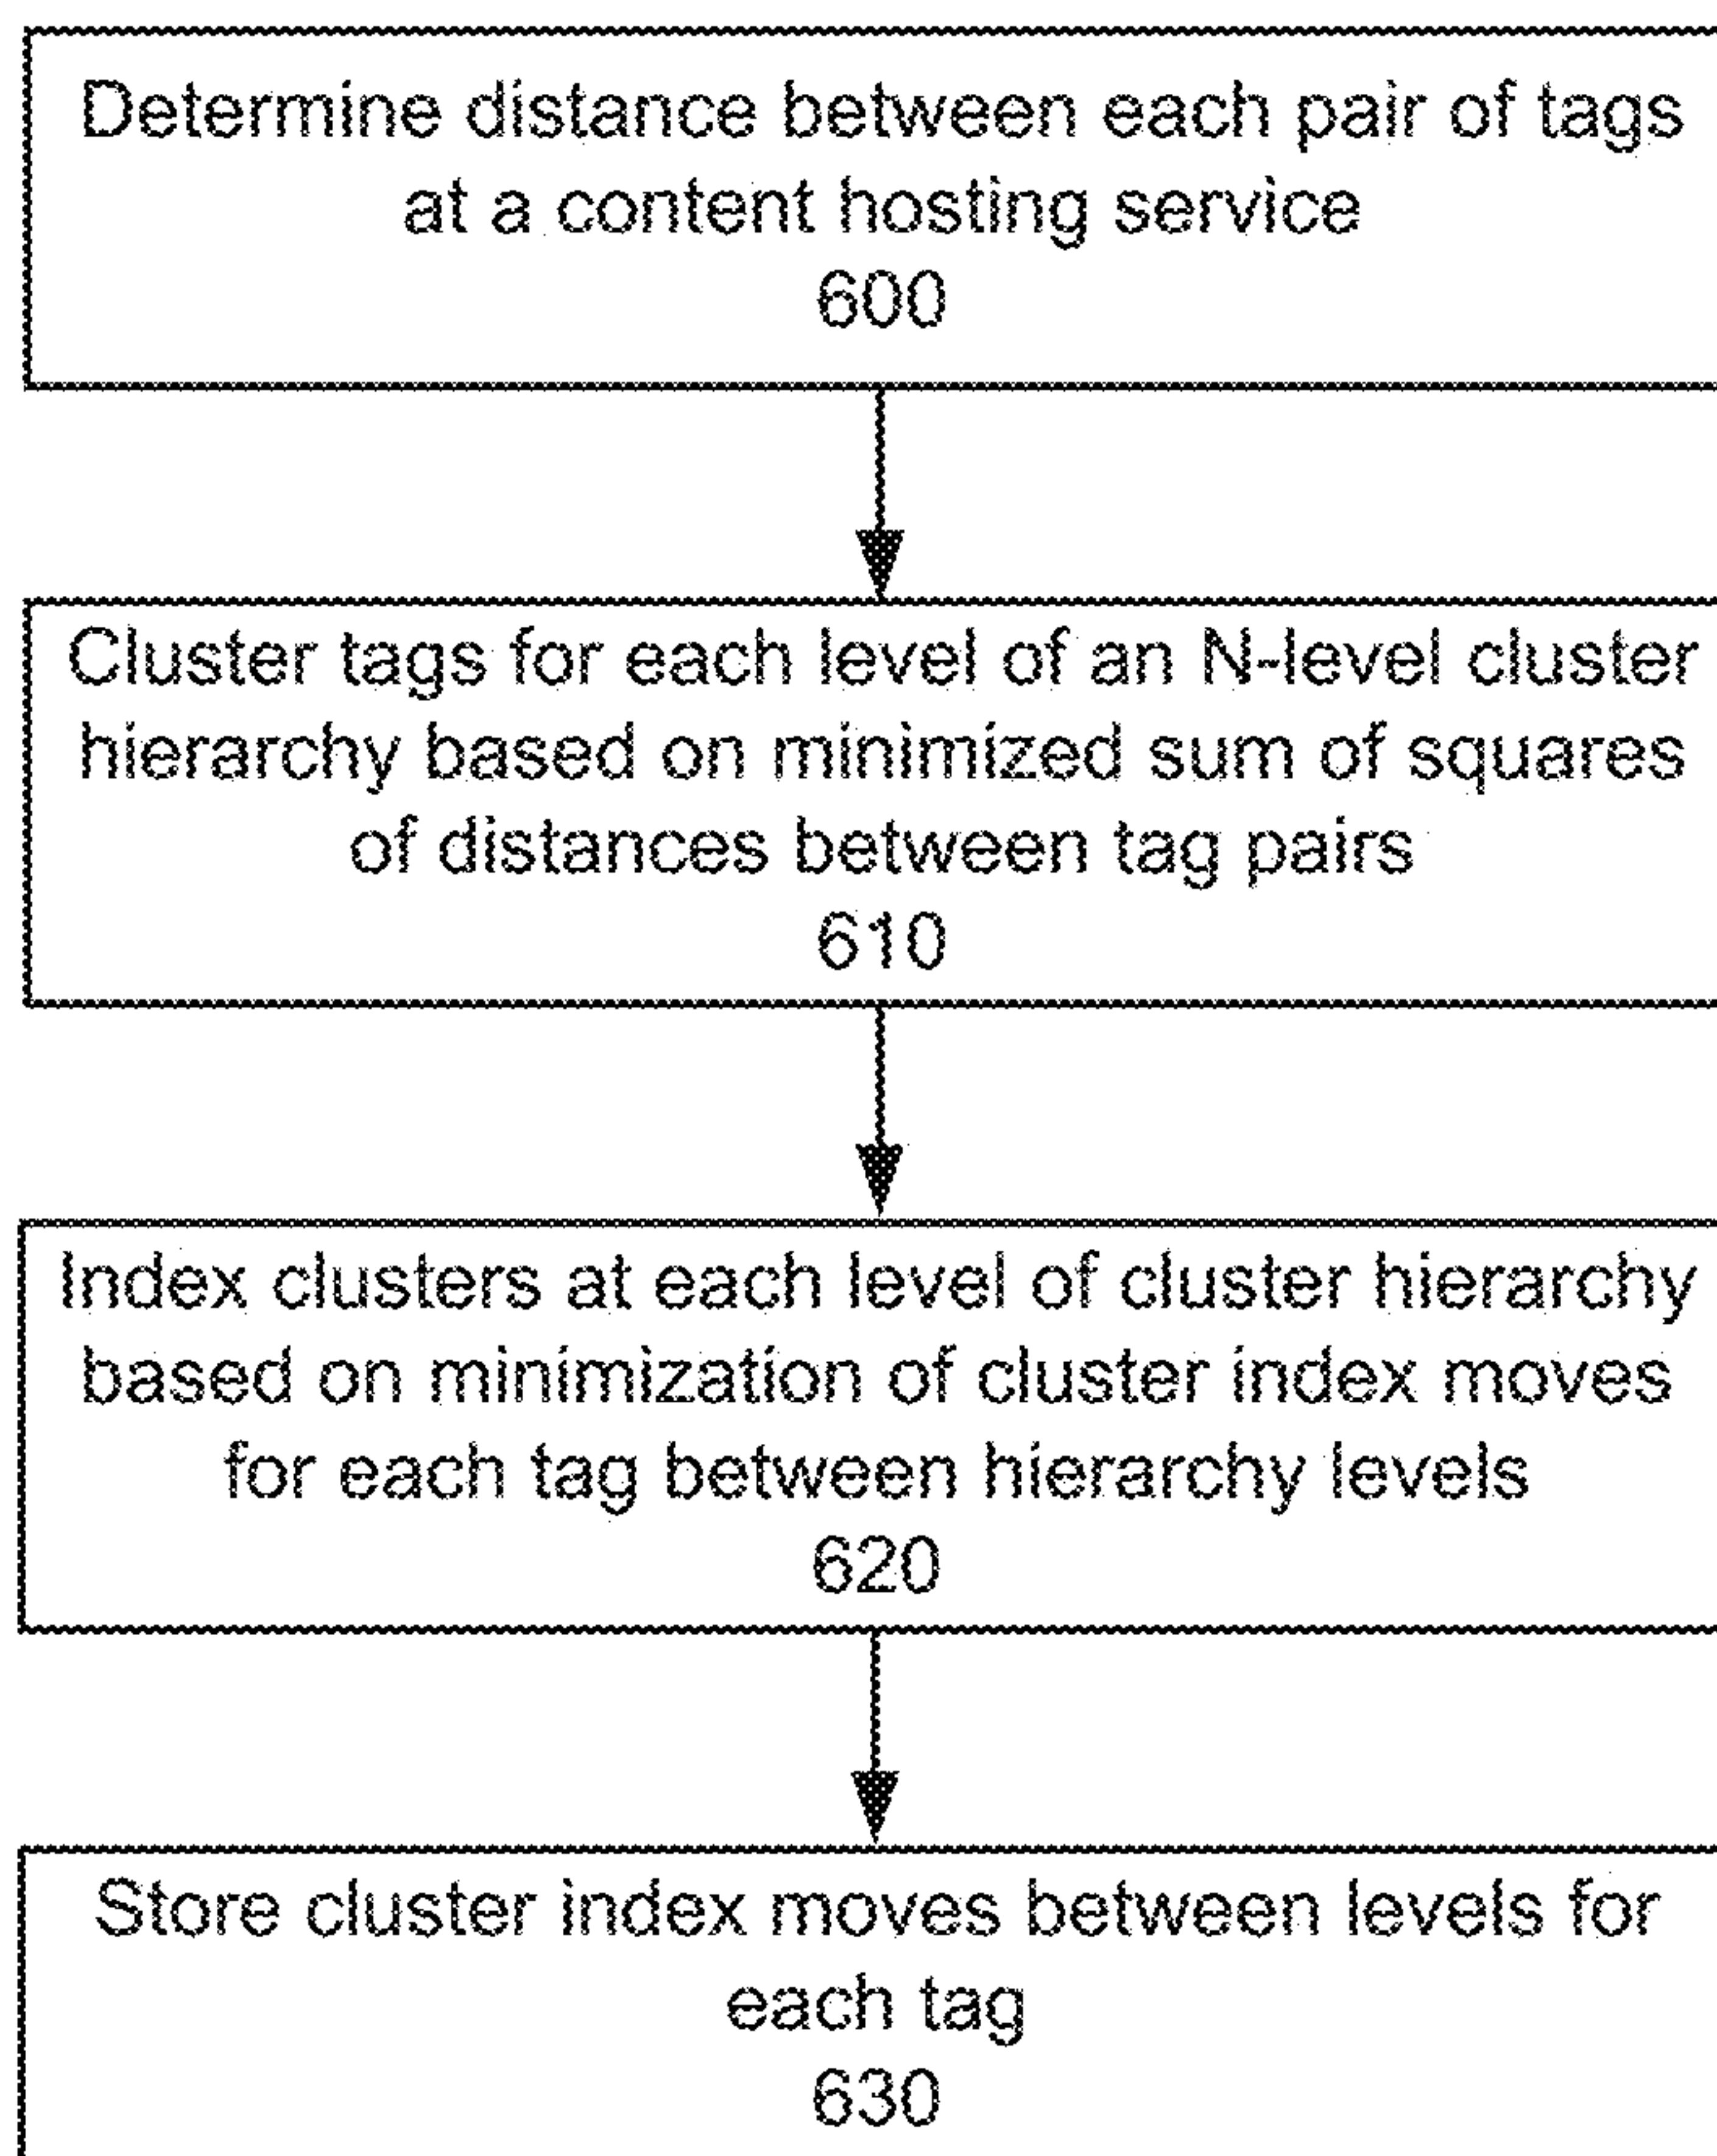 Determine distance between each pair of tags
at a content hosting service
600
Cluster tags for each level of an N-level cluster
hierarchy based on minimized sum of squares
of distances between tag pairs
610
Index clusters at each level of cluster hierarchy
based on minimization of cluster index moves
for each tag between hierarchy levels
620
Store cluster index moves between levels for
each tag
630